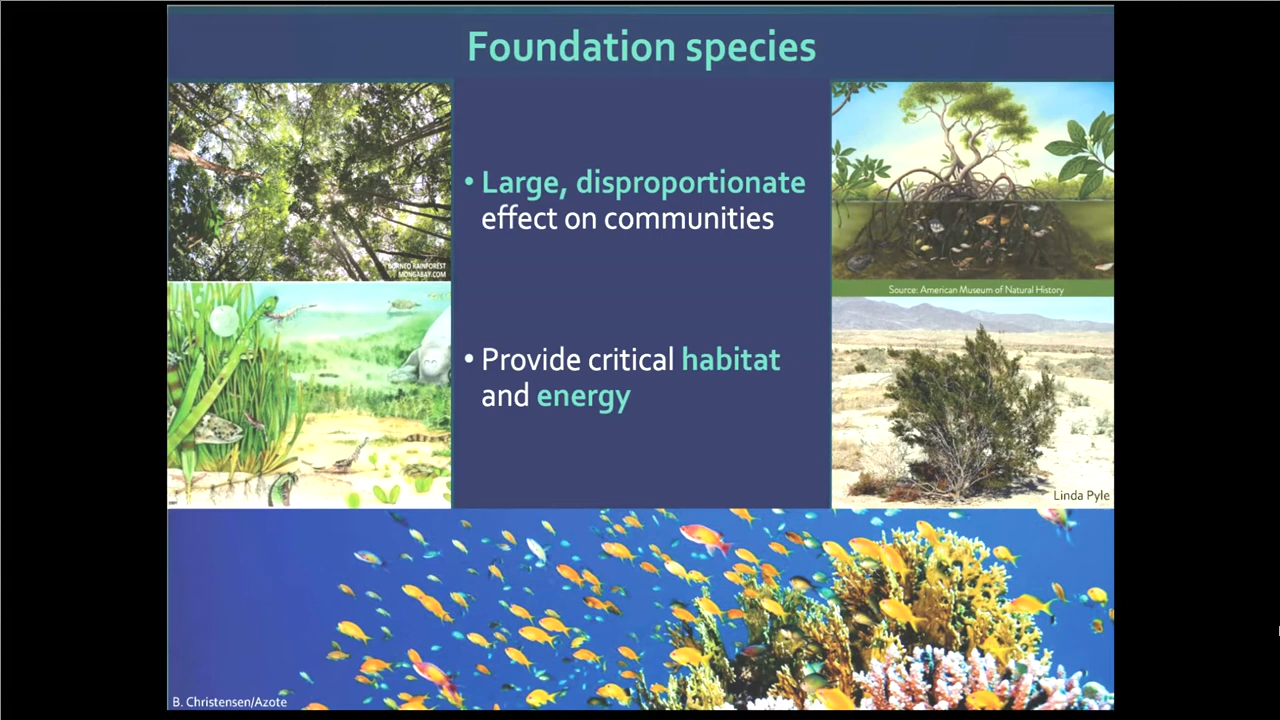 Foundation species
BORNEO RAINFOREST
MONGABAY.COM
• Large, disproportionate
effect on communities
Source: American Museum of Natural History
• Provide critical habitat
and energy
Linda Pyle
B. Christensen/Azote